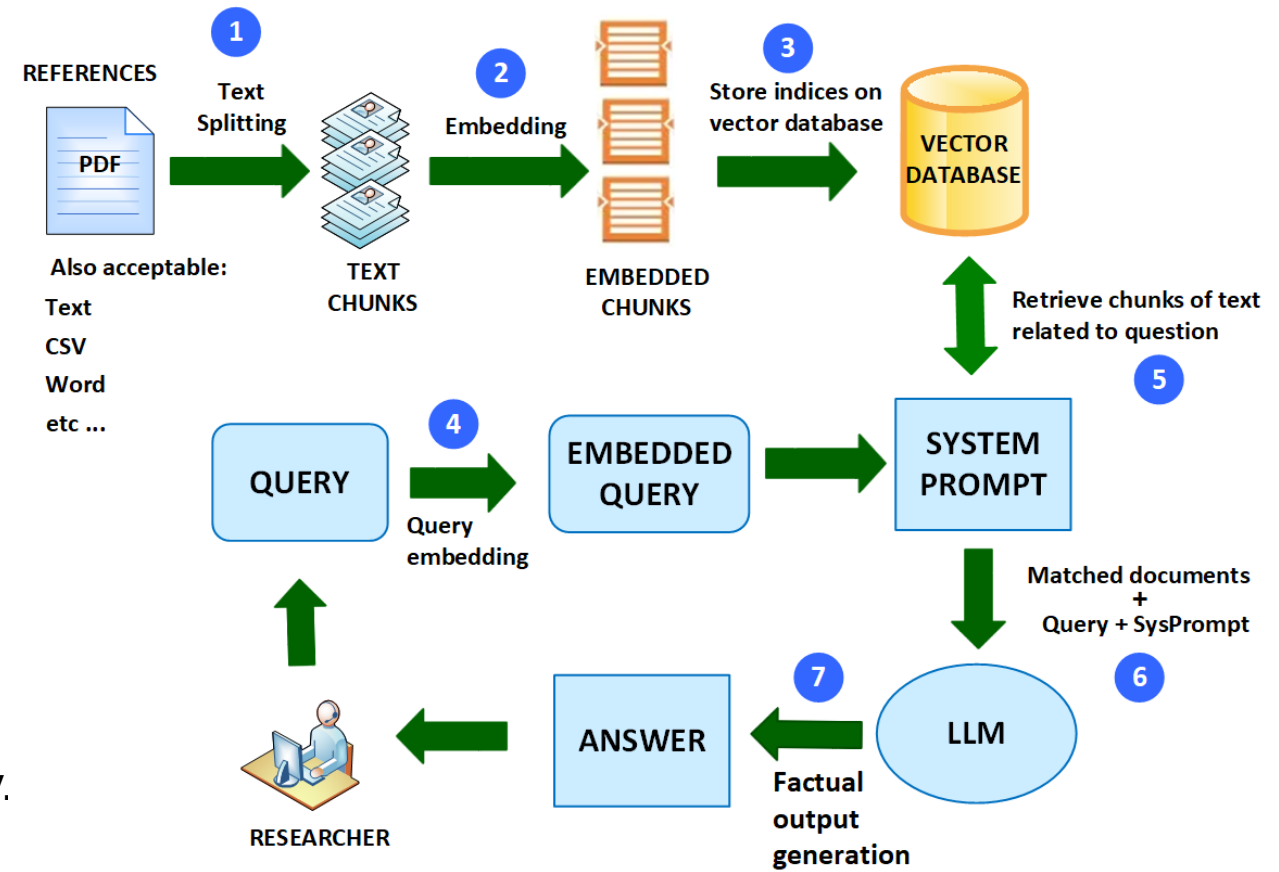 1
REFERENCES
PDF
Also acceptable:
Text
CSV
Word
etc ...
Text
Splitting
TEXT
CHUNKS
2
Embedding
EMBEDDED
CHUNKS
3
Store indices on
vector database
VECTOR
DATABASE
Retrieve chunks of text
related to question
5
QUERY
4
Query
embedding
EMBEDDED
QUERY
SYSTEM
PROMPT
Matched documents
+
Query + SysPrompt
6
LLM
7
Factual
output
generation
ANSWER
RESEARCHER